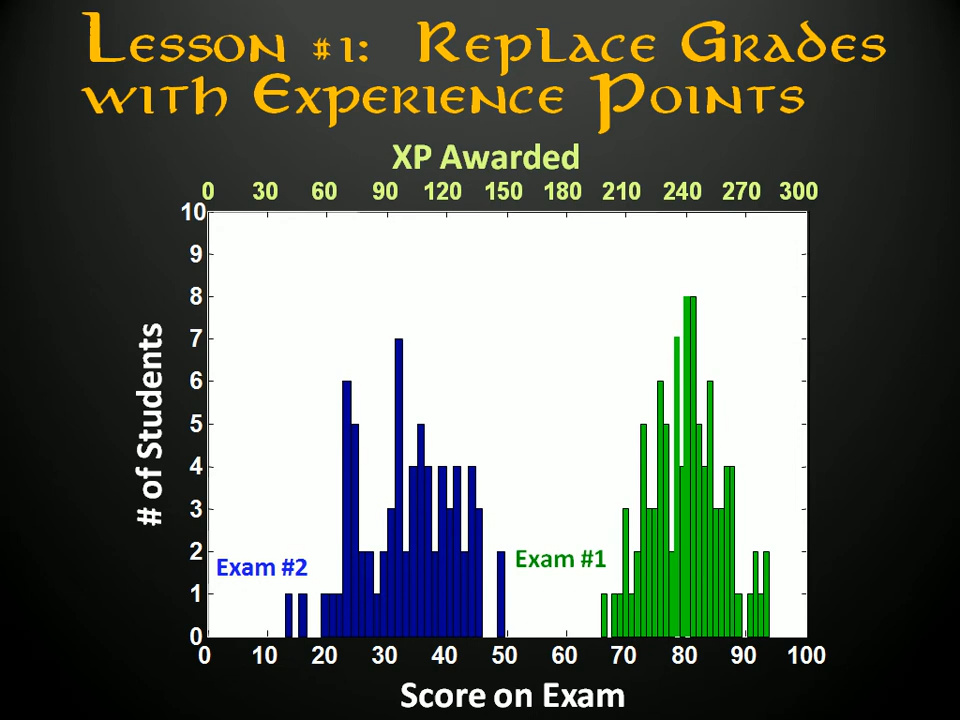 Lesson #1: Replace Grades
with Experience Points
XP Awarded
0 30 60 90 120 150 180 210 240 270 300
10
9
8
7
6
5
4
3
2
1
0
# of Students
Exam #2
Exam #1
0 10 20 30 40 50 60 70 80 90 100
Score on Exam